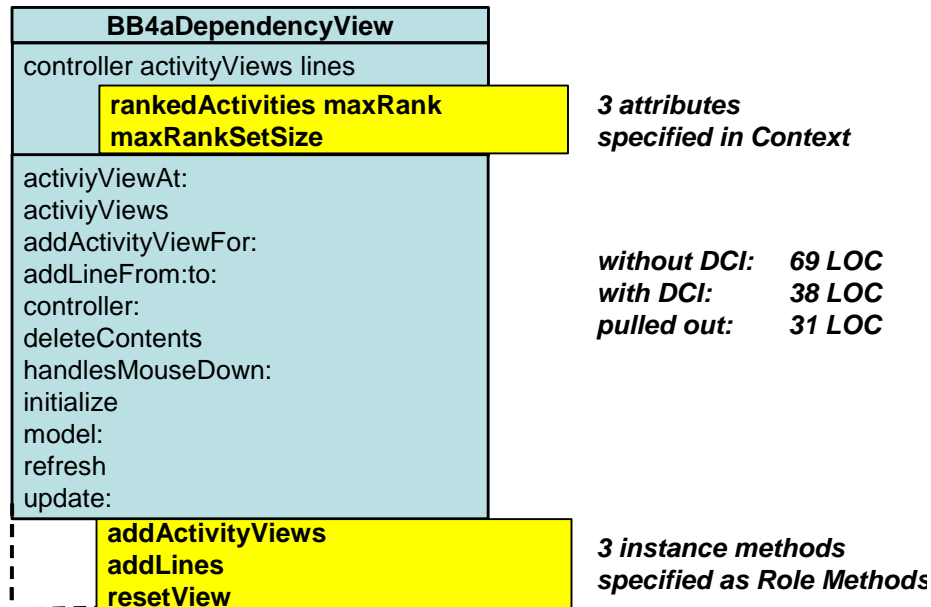 BB4aDependencyView
controller activityViews lines
rankedActivities maxRank
maxRankSetSize
3 attributes
specified in Context
activiyViewAt:
activiyViews
addActivityViewFor:
addLineFrom:to:
controller:
deleteContents
handlesMouseDown:
initialize
model:
refresh
update:
without DCI: 69 LOC
with DCI: 38 LOC
pulled out: 31 LOC
addActivityViews
addLines
resetView
3 instance methods
specified as Role Methods